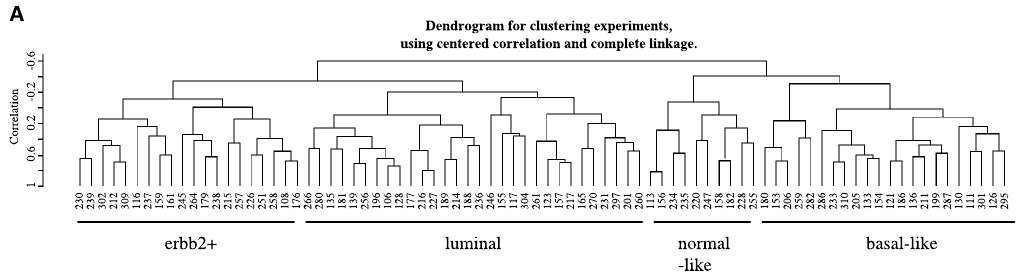 A
Dendrogram for clustering experiments,
using centered correlation and complete linkage.
Correlation
-0.6
-0.2
0.2
0.6
1
230 239 302 212 309 116 237 159 161 245 264 179 238 215 257 226 251 258 108 176 266 280 135 181 139 256 196 106 128 177 216 227 189 214 188 236 246 155 117 304 261 123 157 217 165 270 231 297 201 260 113 156 234 235 220 247 158 182 228 255 180 153 206 259 282 286 233 310 205 133 154 121 186 136 211 199 287 130 111 301 126 295
erbb2+
luminal
normal
-like
basal-like